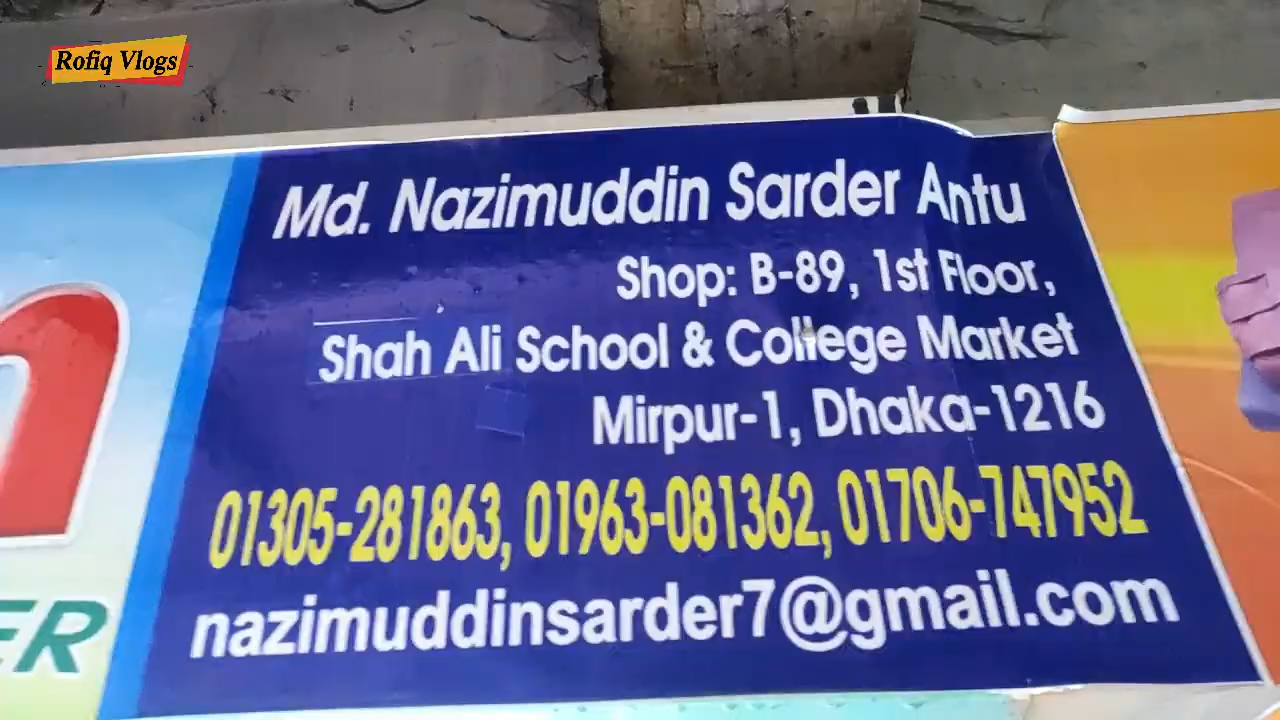 Rofiq Vlogs
Md. Nazimuddin Sarder Antu
Shop: B-89, 1st Floor,
Shah Ali School & College Market
Mirpur-1, Dhaka-1216
01305-281863, 01963-081362, 01706-747952
nazimuddinsarder7@gmail.com